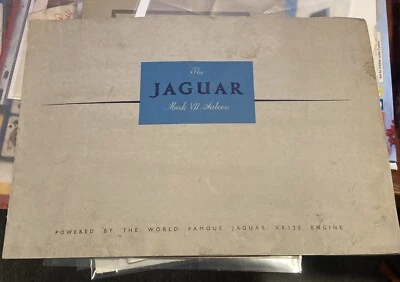 The
JAGUAR
Mark VII Saloon
POWERED BY THE WORLD FAMOUS JAGUAR XK120 ENGINE